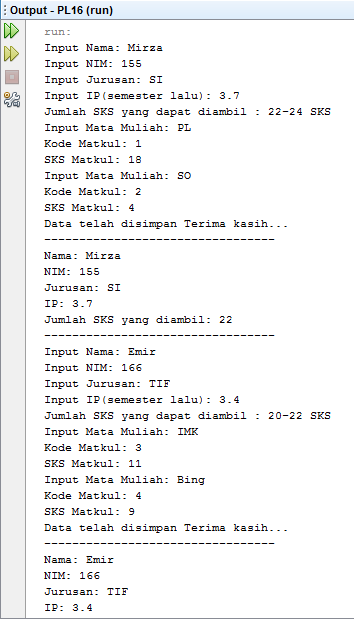 Output - PL16 (run)
run:
Input Nama: Mirza
Input NIM: 155
Input Jurusan: SI
Input IP(semester lalu): 3.7
Jumlah SKS yang dapat diambil : 22-24 SKS
Input Mata Muliah: PL
Kode Matkul: 1
SKS Matkul: 18
Input Mata Muliah: SO
Kode Matkul: 2
SKS Matkul: 4
Data telah disimpan Terima kasih...
---------------------------------
Nama: Mirza
NIM: 155
Jurusan: SI
IP: 3.7
Jumlah SKS yang diambil: 22
---------------------------------
Input Nama: Emir
Input NIM: 166
Input Jurusan: TIF
Input IP(semester lalu): 3.4
Jumlah SKS yang dapat diambil : 20-22 SKS
Input Mata Muliah: IMK
Kode Matkul: 3
SKS Matkul: 11
Input Mata Muliah: Bing
Kode Matkul: 4
SKS Matkul: 9
Data telah disimpan Terima kasih...
---------------------------------
Nama: Emir
NIM: 166
Jurusan: TIF
IP: 3.4